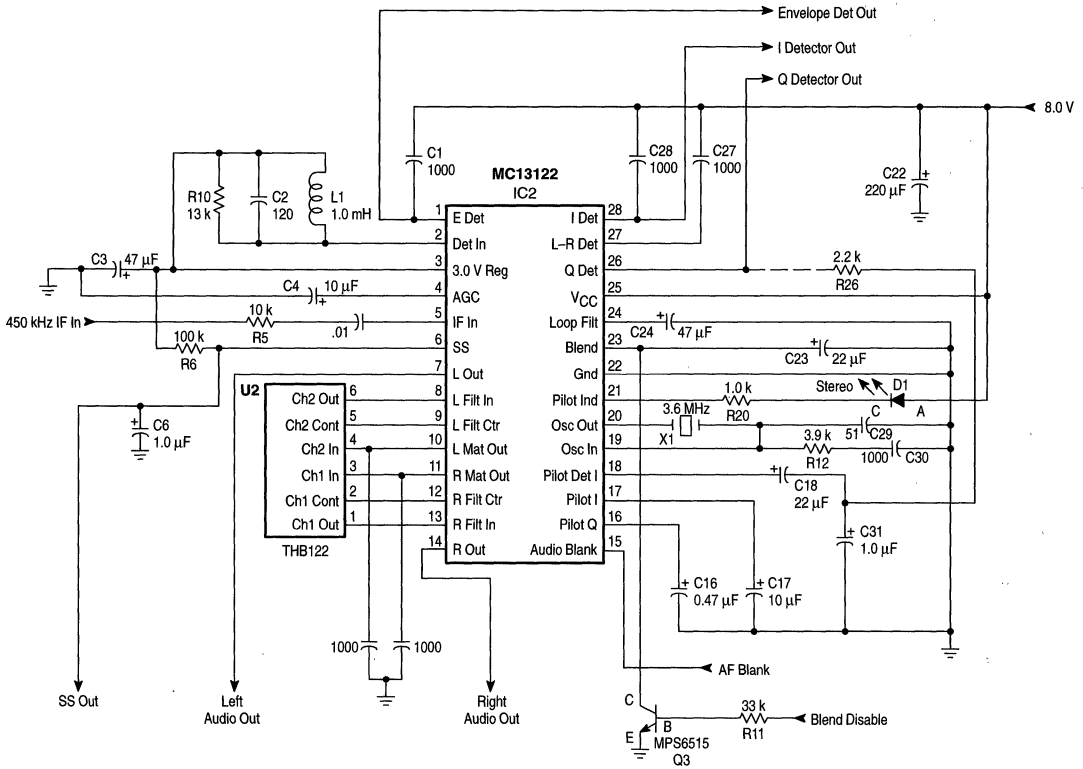 Envelope Det Out
I Detector Out
Q Detector Out
8.0 V
C1
1000
C28
1000
C27
1000
C22
220 µF
+
MC13122
IC2
R10
13 k
C2
120
L1
1.0 mH
C3
47 µF
+
C4
10 µF
+
450 kHz IF In
10 k
R5
.01
100 k
R6
C6
1.0 µF
+
1
E Det
2
Det In
3
3.0 V Reg
4
AGC
5
IF In
6
SS
7
L Out
8
L Filt In
9
L Filt Ctr
10
L Mat Out
11
R Mat Out
12
R Filt Ctr
13
R Filt In
14
R Out
I Det
28
L–R Det
27
Q Det
26
VCC
25
Loop Filt
24
Blend
23
Gnd
22
Pilot Ind
21
Osc Out
20
Osc In
19
Pilot Det I
18
Pilot I
17
Pilot Q
16
Audio Blank
15
U2
Ch2 Out
6
Ch2 Cont
5
Ch2 In
4
Ch1 In
3
Ch1 Cont
2
Ch1 Out
1
THB122
2.2 k
R26
+
C24
47 µF
+
C23
22 µF
1.0 k
R20
Stereo
D1
C
A
3.6 MHz
X1
51
C29
3.9 k
R12
1000
C30
+
C18
22 µF
+
C31
1.0 µF
+
C16
0.47 µF
+
C17
10 µF
1000
1000
SS Out
Left
Audio Out
Right
Audio Out
AF Blank
C
B
E
MPS6515
Q3
33 k
R11
Blend Disable